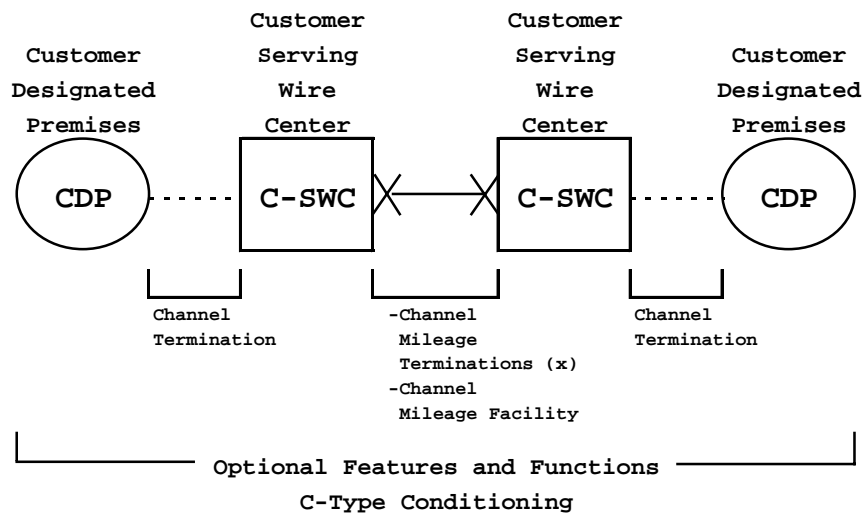 Customer
Designated
Premises
Customer
Serving
Wire
Center
Customer
Serving
Wire
Center
Customer
Designated
Premises
CDP
C-SWC
C-SWC
CDP
Channel
Termination
-Channel
Mileage
Terminations (x)
-Channel
Mileage Facility
Channel
Termination
Optional Features and Functions
C-Type Conditioning